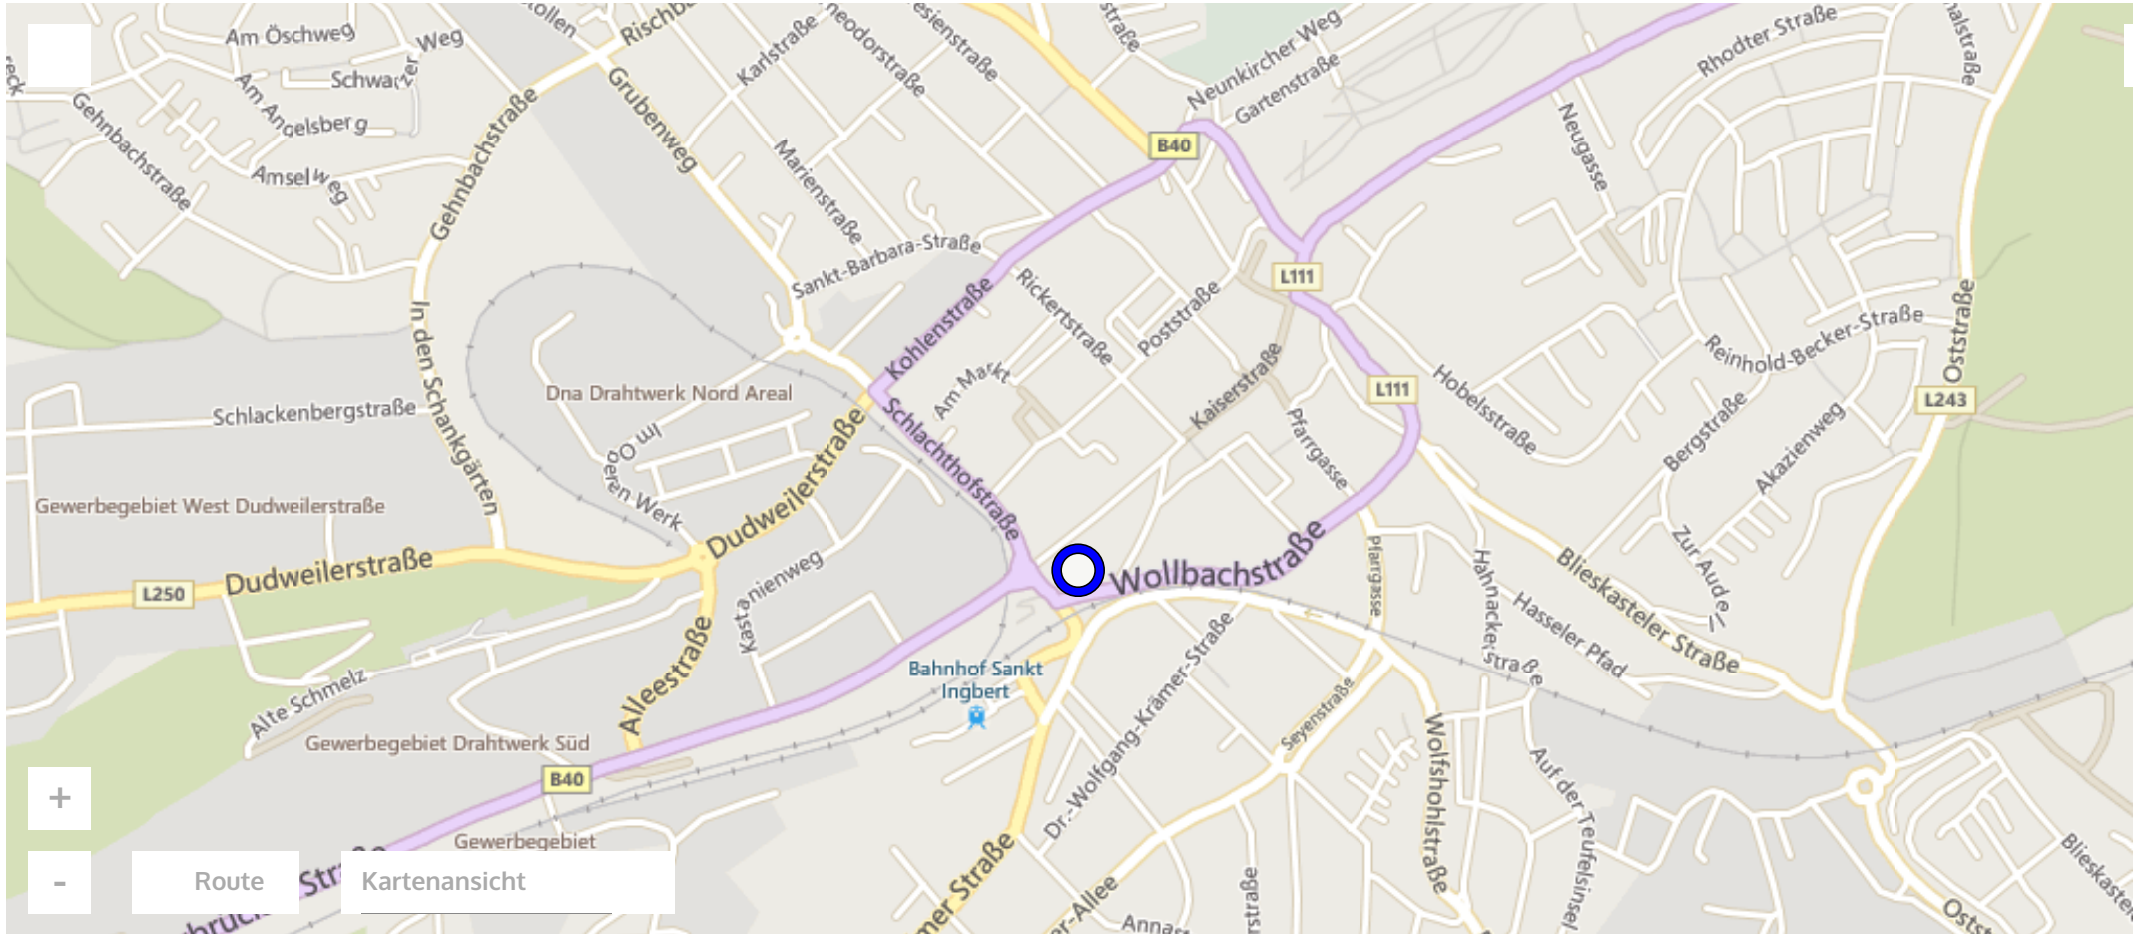 Am Öschweg
Weg
Schwarzer
Am Angelsberg
Gehnbachstraße
Amselweg
Gehnbachstraße
Grubenweg
Karlstraße
Marienstraße
Neunkircher Weg
Gartenstraße
Rhodter Straße
Neugasse
B40
Sankt-Barbara-Straße
Kohlenstraße
Rickertstraße
Poststraße
L111
In den Schankgärten
Dna Drahtwerk Nord Areal
Schlackenbergstraße
Im Oberen Werk
Am Markt
Kaiserstraße
L111
Hobelsstraße
Reinhold-Becker-Straße
Oststraße
L243
Bergstraße
Akazienweg
Schlachthofstraße
Pfarrgasse
Gewerbegebiet West Dudweilerstraße
Dudweilerstraße
Dudweilerstraße
L250
Kastanienweg
Wollbachstraße
Pfarrgasse
Hahnackerstraße
Hasseler Pfad
Blieskasteler Straße
Zur Aude
Alleestraße
Alte Schmelz
Bahnhof Sankt
Ingbert
Dr.-Wolfgang-Krämer-Straße
Seyenstraße
Wolfshohlstraße
Auf der Teufelsinsel
Gewerbegebiet Drahtwerk Süd
B40
Gewerbegebiet
+
-
Route
Kartenansicht